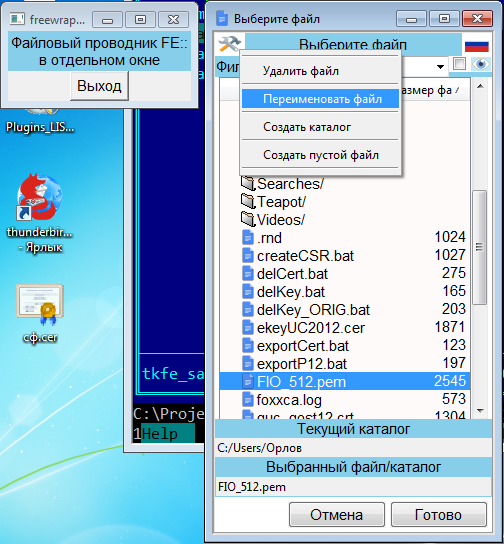 freewrap...
Файловый проводник FE::
в отдельном окне
Выход
Plugins_LIS...
thunderbir...
- Ярлык
сф.cer
tkfe_sa
C:\Proje
1Help
Выберите файл
Выберите файл
Фил
Удалить файл
Переименовать файл
Создать каталог
Создать пустой файл
азмер фа
Searches/
Teapot/
Videos/
.rnd 1024
createCSR.bat 1027
delCert.bat 275
delKey.bat 165
delKey_ORIG.bat 203
ekeyUC2012.cer 1871
exportCert.bat 123
exportP12.bat 197
FIO_512.pem 2545
foxxca.log 573
guc_gost12.crt 1304
Текущий каталог
C:/Users/Орлов
Выбранный файл/каталог
FIO_512.pem
Отмена
Готово